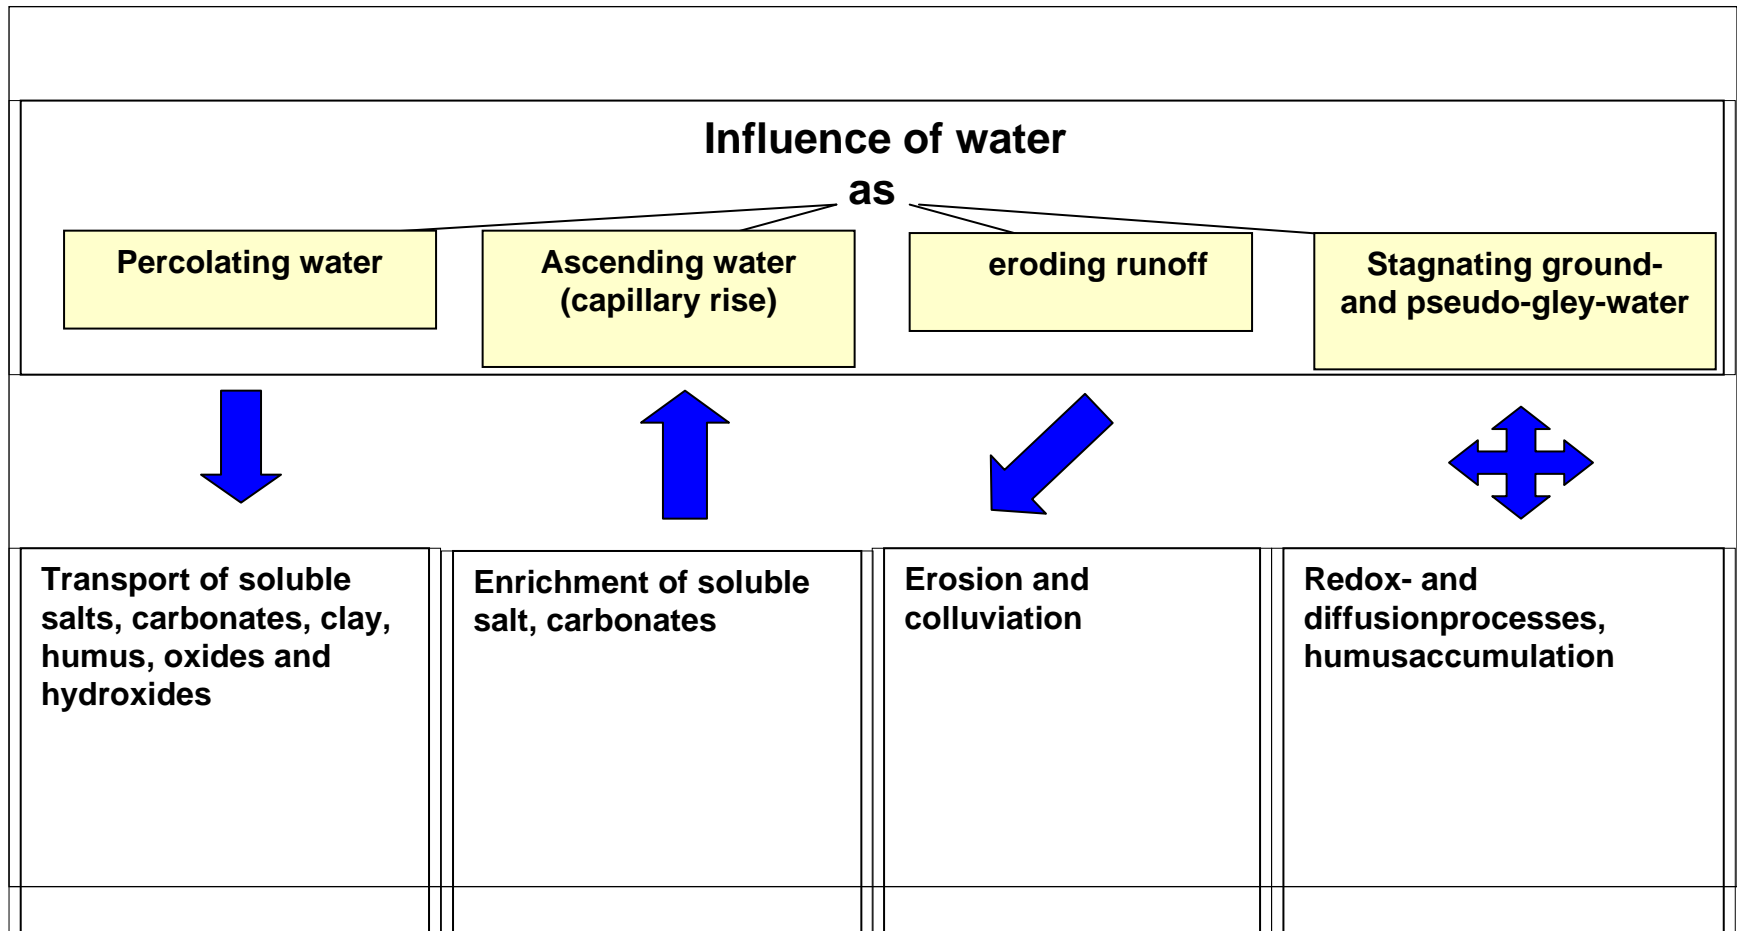 Influence of water
as
Percolating water
Ascending water
(capillary rise)
eroding runoff
Stagnating ground-
and pseudo-gley-water
Transport of soluble
salts, carbonates, clay,
humus, oxides and
hydroxides
Enrichment of soluble
salt, carbonates
Erosion and
colluviation
Redox- and
diffusionprocesses,
humusaccumulation